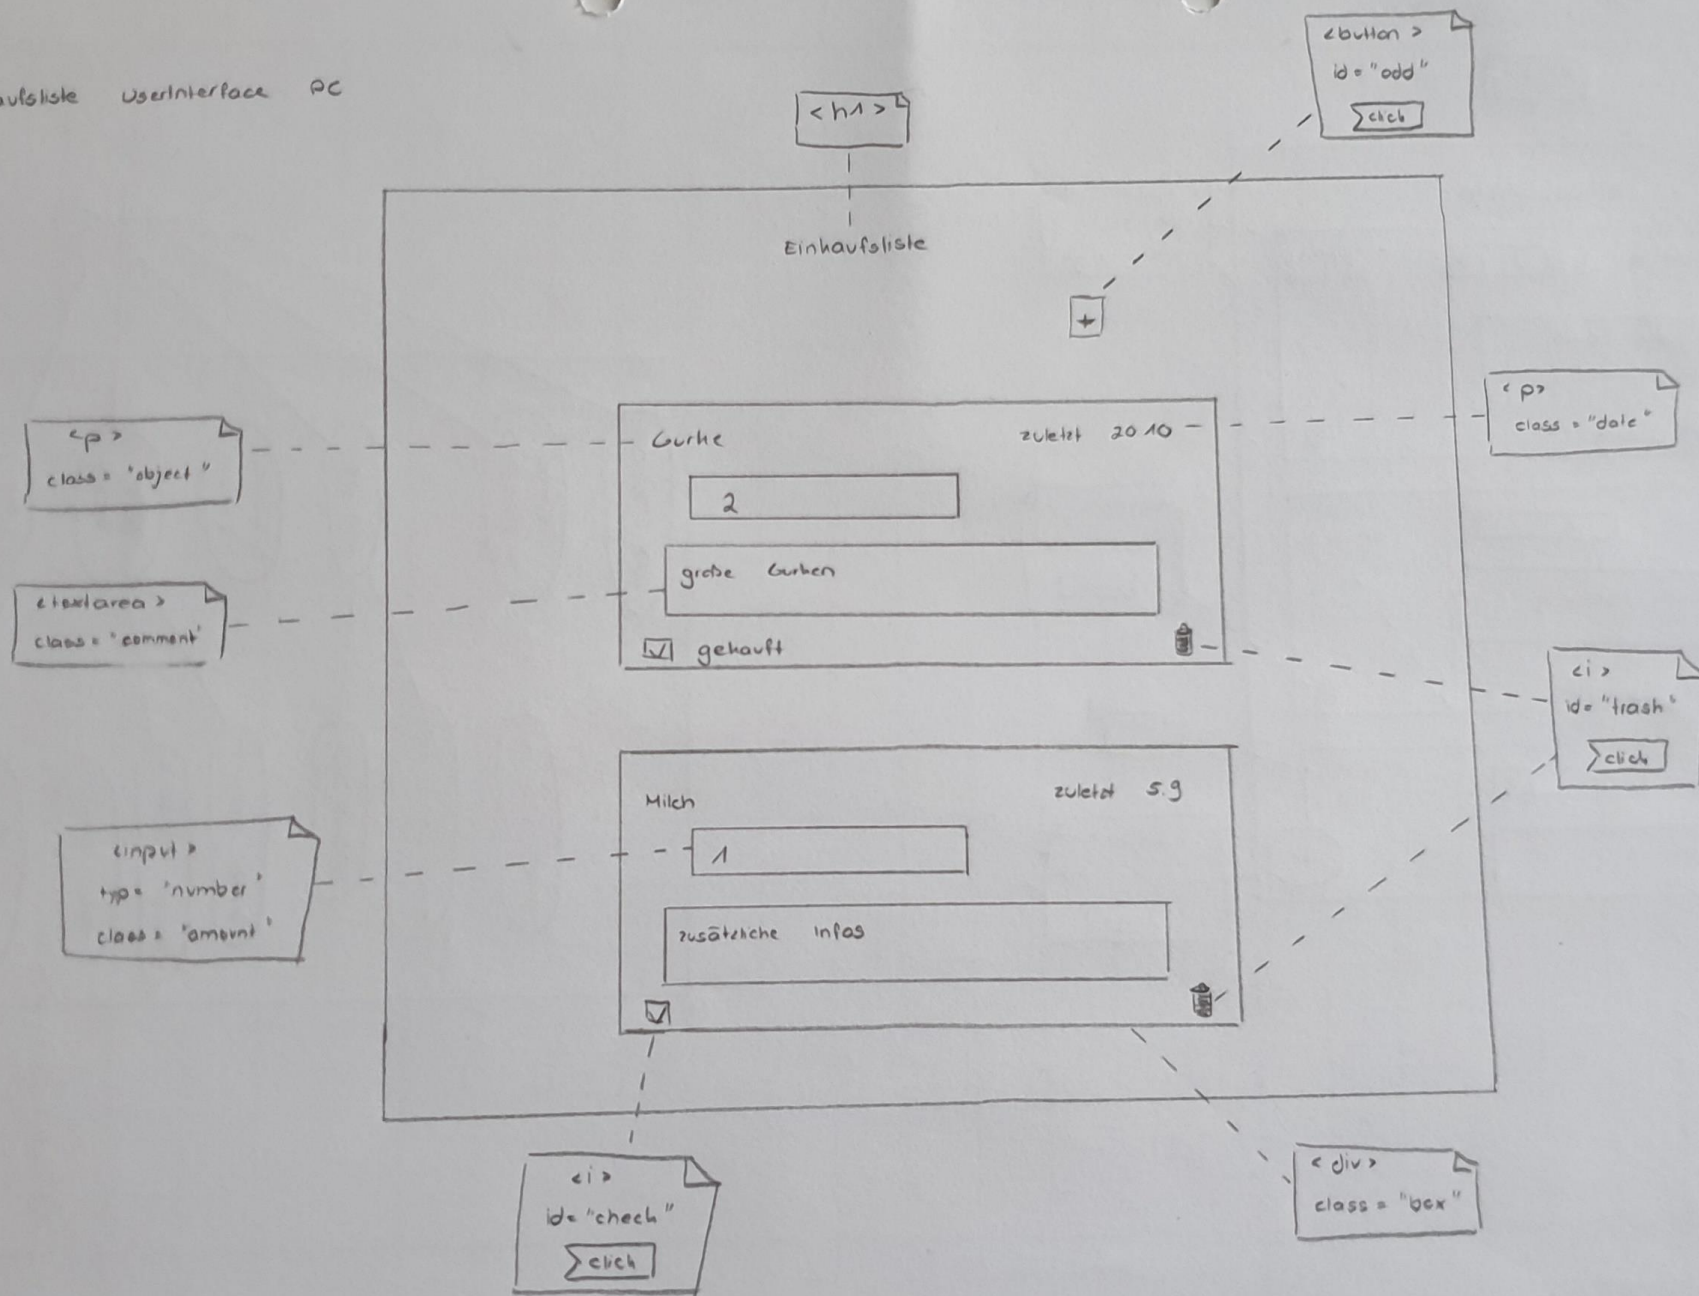 aufsliste UserInterface PC
<button>
id="add"
click
<h1>
Einkaufsliste
+
<p>
class = "date"
<p>
class = "object"
Gurke zuletzt 20.10
2
<textarea>
class = "comment"
große Gurken
gekauft
<i>
id= "trash"
click
Milch zuletzt 5.9
<input>
typ= "number"
class = "amount"
1
zusätzliche Infos
<i>
id= "check"
click
<div>
class = "box"